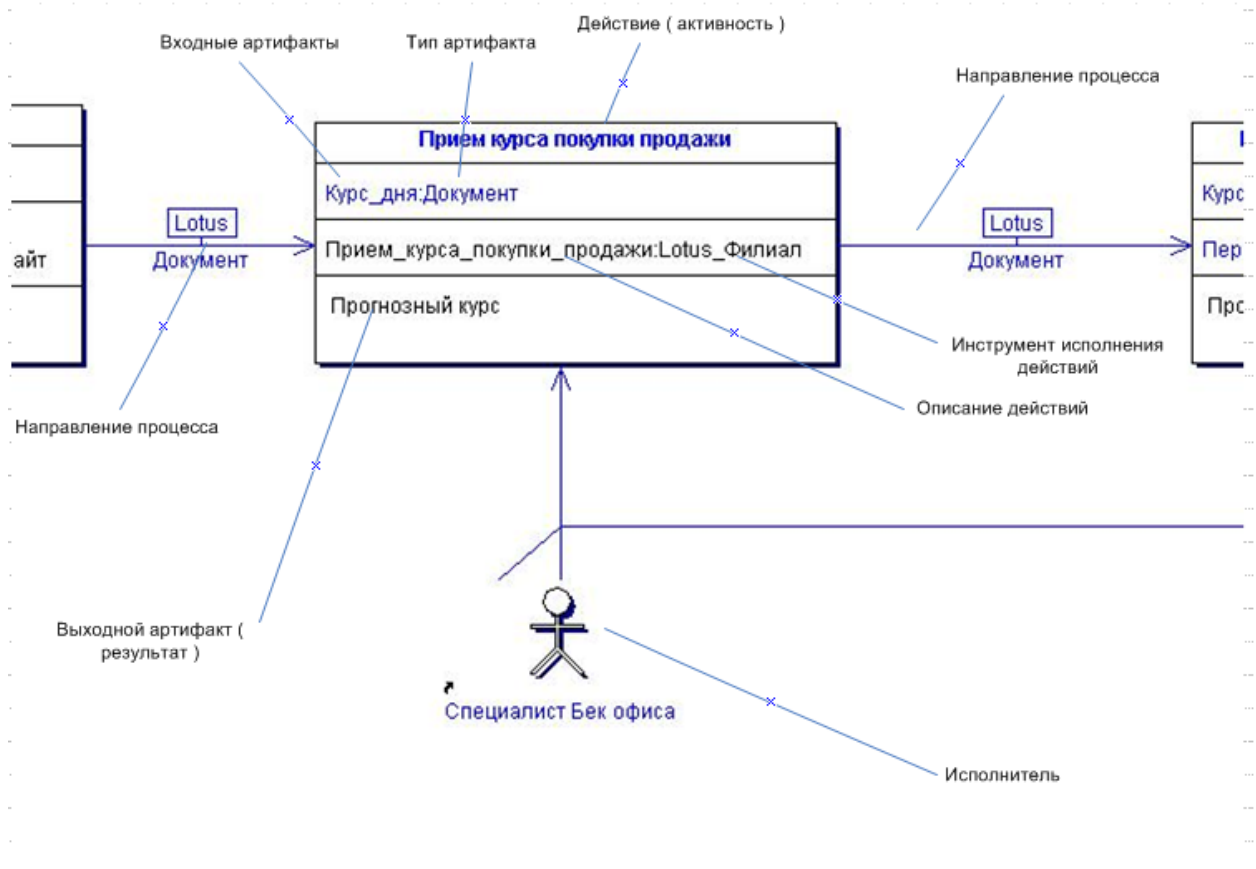 Действие ( активность )
Входные артифакты
Тип артифакта
Направление процесса
Прием курса покупки продажи
Курс_дня:Документ
Курс
Lotus
Lotus
айт
Документ
Прием_курса_покупки_продажи:Lotus_Филиал
Документ
Пер
Прогнозный курс
Про
Инструмент исполнения
действий
Описание действий
Направление процесса
Выходной артифакт (
результат )
Специалист Бек офиса
Исполнитель